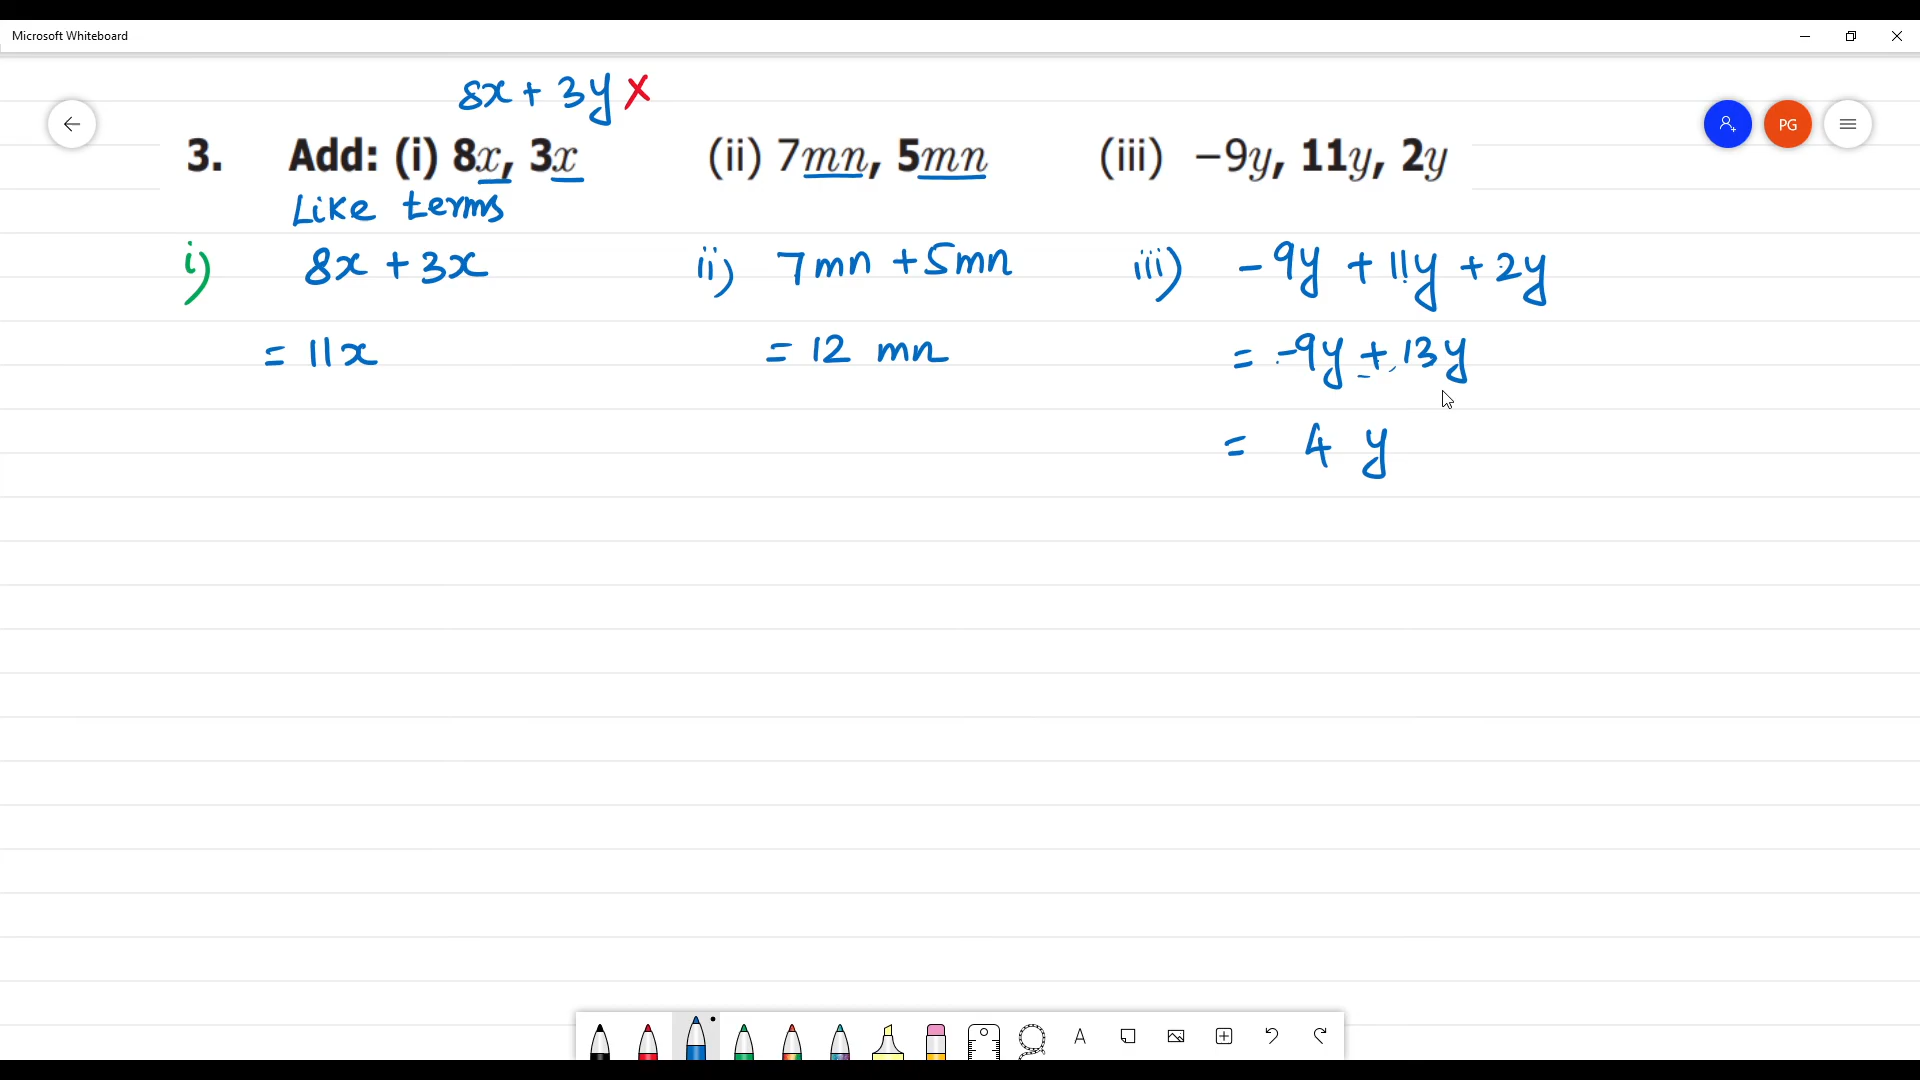 Microsoft Whiteboard
8x + 3y X
PG
3. Add: (i) 8x, 3x (ii) 7mn, 5mn (iii) −9y, 11y, 2y
Like terms
i) 8x + 3x ii) 7mn + 5mn iii) - 9y + 11y + 2y
= 11x = 12 mn = -9y + 13y
= 4 y
A